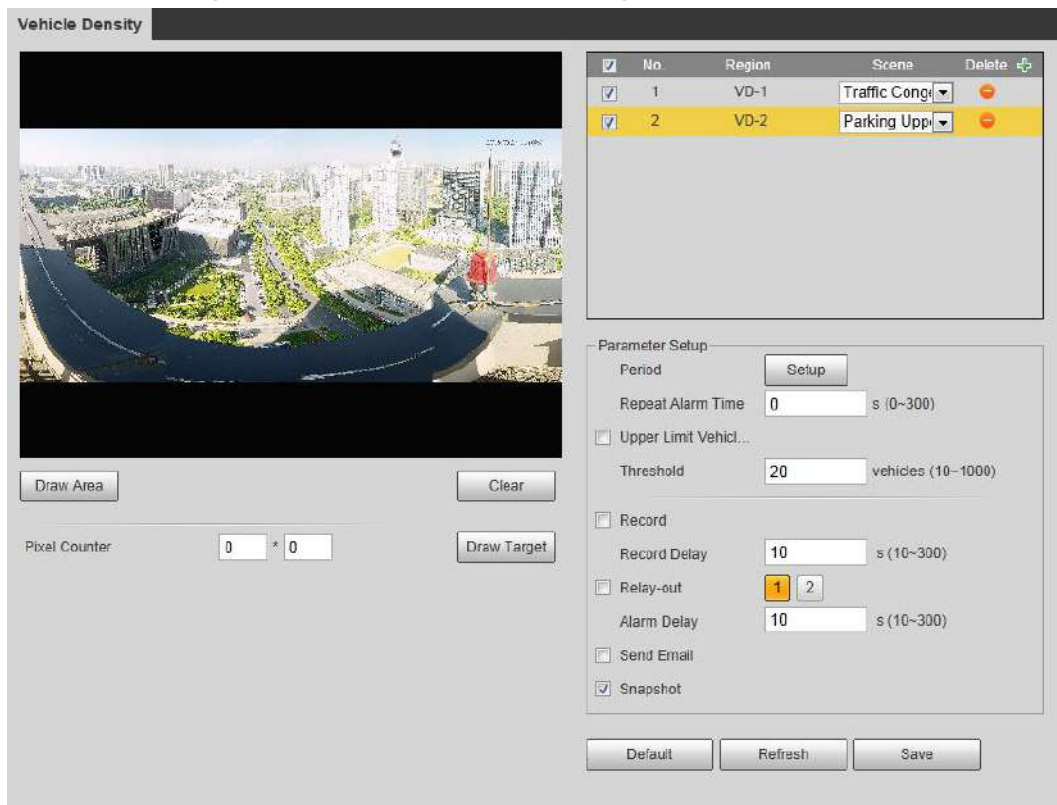 Vehicle Density
No. Region Scene Delete
1 VD-1 Traffic Cong
2 VD-2 Parking Upp
Parameter Setup
Period Setup
Repeat Alarm Time 0 s (0~300)
Upper Limit Vehicl...
Threshold 20 vehicles (10~1000)
Draw Area Clear
Record
Pixel Counter 0 * 0 Draw Target
Record Delay 10 s (10~300)
Relay-out 1 2
Alarm Delay 10 s (10~300)
Send Email
Snapshot
Default Refresh Save